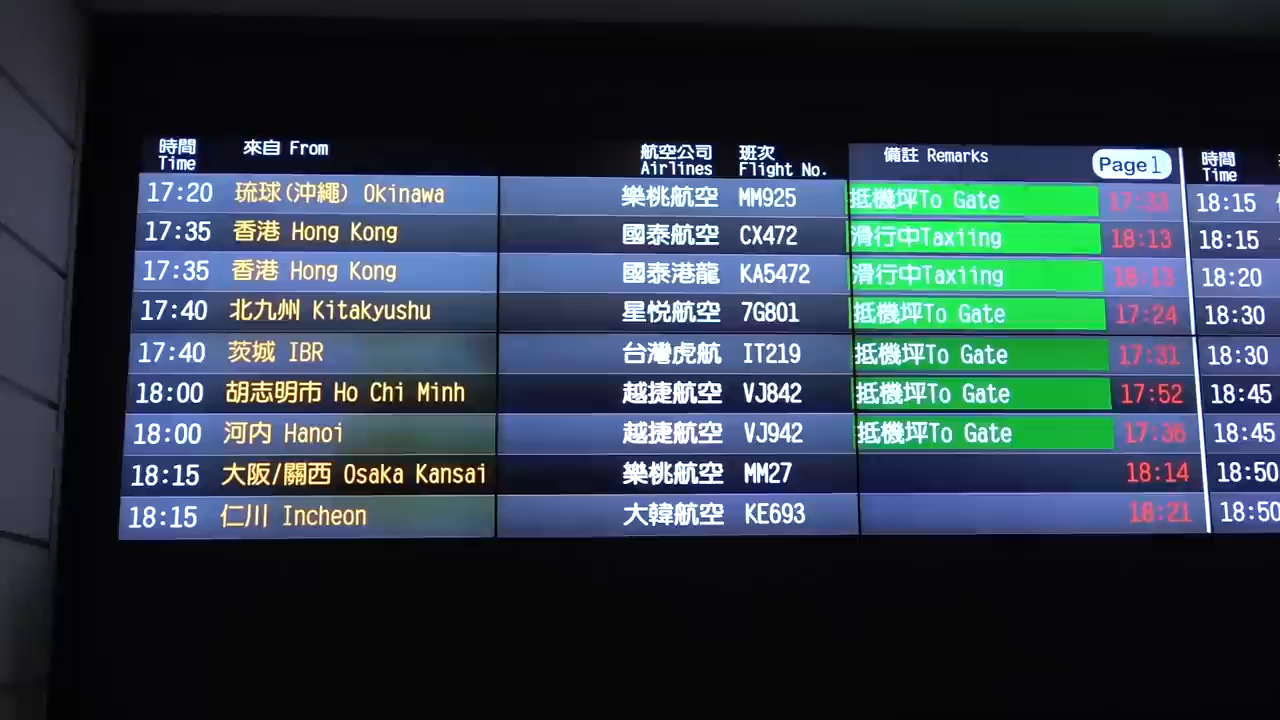 時間 來自 From 航空公司 班次 備註 Remarks Page1 時間
Time Airlines Flight No. Time
17:20 琉球(沖繩) Okinawa 樂桃航空 MM925 抵機坪To Gate 17:33 18:15
17:35 香港 Hong Kong 國泰航空 CX472 滑行中Taxiing 18:13 18:15
17:35 香港 Hong Kong 國泰港龍 KA5472 滑行中Taxiing 18:13 18:20
17:40 北九州 Kitakyushu 星悦航空 7G801 抵機坪To Gate 17:24 18:30
17:40 茨城 IBR 台灣虎航 IT219 抵機坪To Gate 17:31 18:30
18:00 胡志明市 Ho Chi Minh 越捷航空 VJ842 抵機坪To Gate 17:52 18:45
18:00 河内 Hanoi 越捷航空 VJ942 抵機坪To Gate 17:36 18:45
18:15 大阪/關西 Osaka Kansai 樂桃航空 MM27 18:14 18:50
18:15 仁川 Incheon 大韓航空 KE693 18:21 18:50